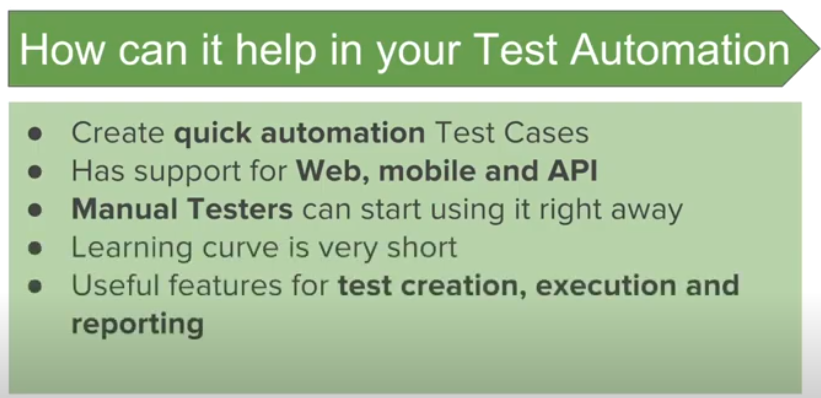 How can it help in your Test Automation
● Create quick automation Test Cases
● Has support for Web, mobile and API
● Manual Testers can start using it right away
● Learning curve is very short
● Useful features for test creation, execution and
reporting